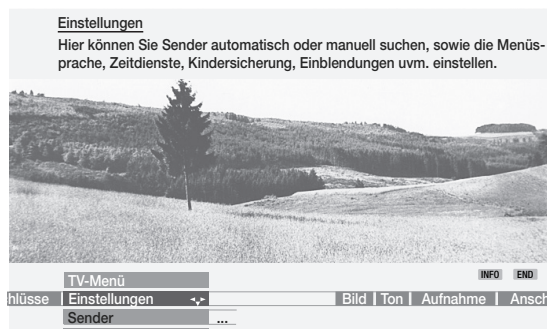 Einstellungen
Hier können Sie Sender automatisch oder manuell suchen, sowie die Menüs-
prache, Zeitdienste, Kindersicherung, Einblendungen uvm. einstellen.
TV-Menü
INFO END
hlüsse Einstellungen Bild Ton Aufnahme Ansch
Sender ...